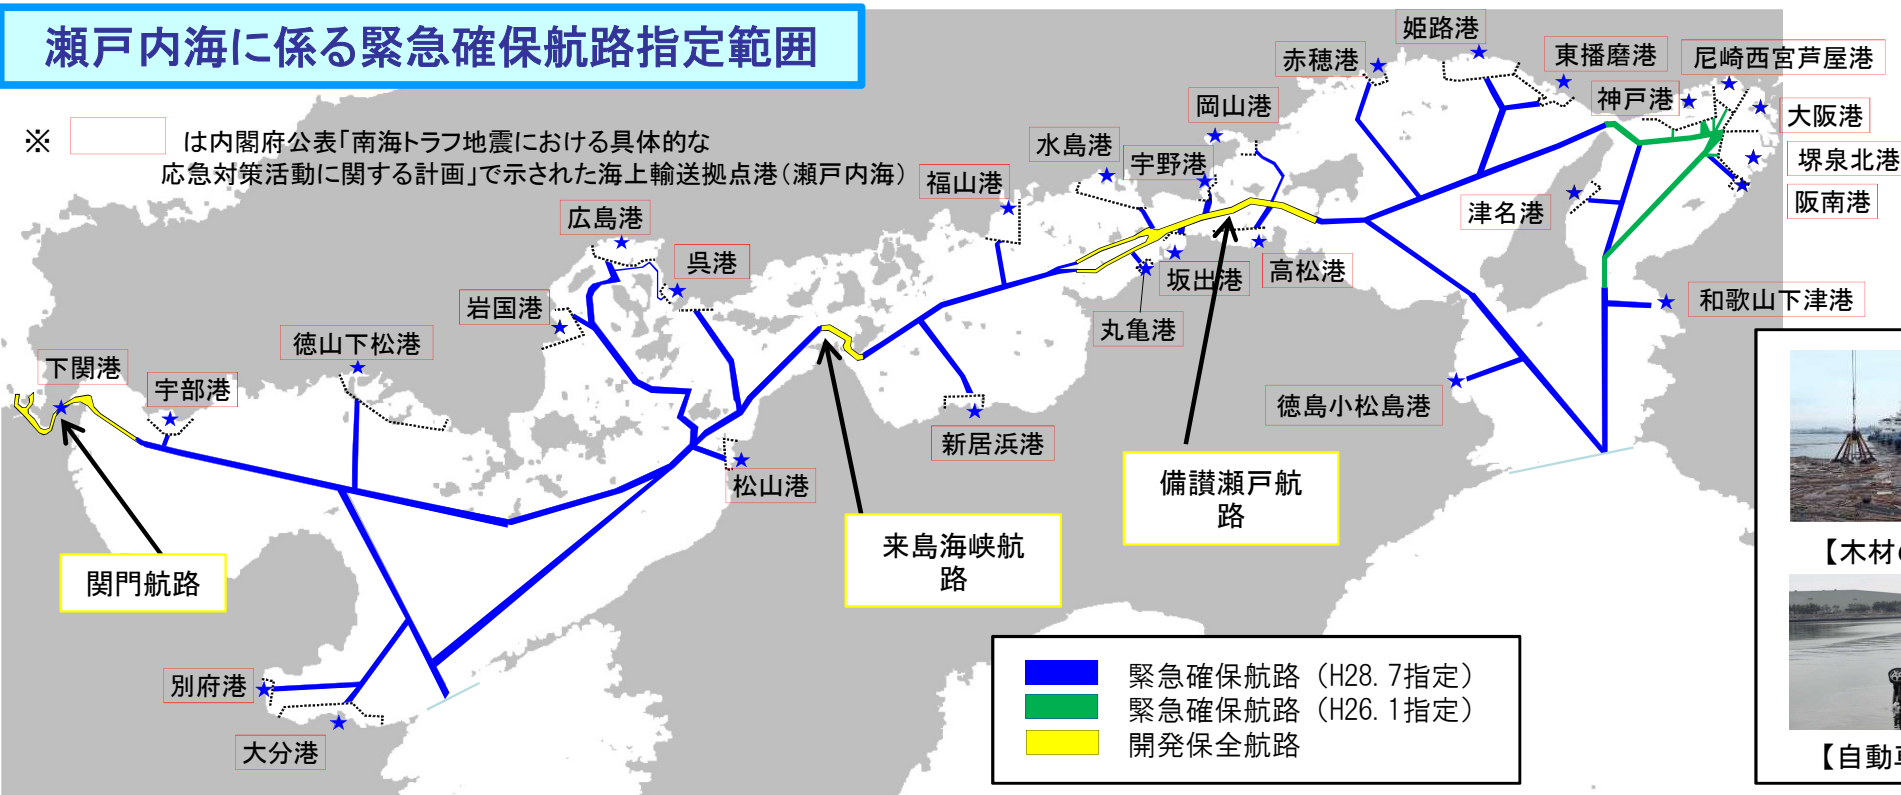 瀬戸内海に係る緊急確保航路指定範囲
※ は内閣府公表｢南海トラフ地震における具体的な
応急対策活動に関する計画｣で示された海上輸送拠点港(瀬戸内海)
姫路港
赤穂港
東播磨港
尼崎西宮芦屋港
神戸港
大阪港
堺泉北港
阪南港
岡山港
水島港
宇野港
福山港
津名港
広島港
呉港
坂出港
高松港
和歌山下津港
岩国港
丸亀港
徳山下松港
下関港
宇部港
徳島小松島港
新居浜港
松山港
備讃瀬戸航
路
来島海峡航
路
関門航路
別府港
大分港
緊急確保航路（H28.7指定）
緊急確保航路（H26.1指定）
開発保全航路
【木材
【自動